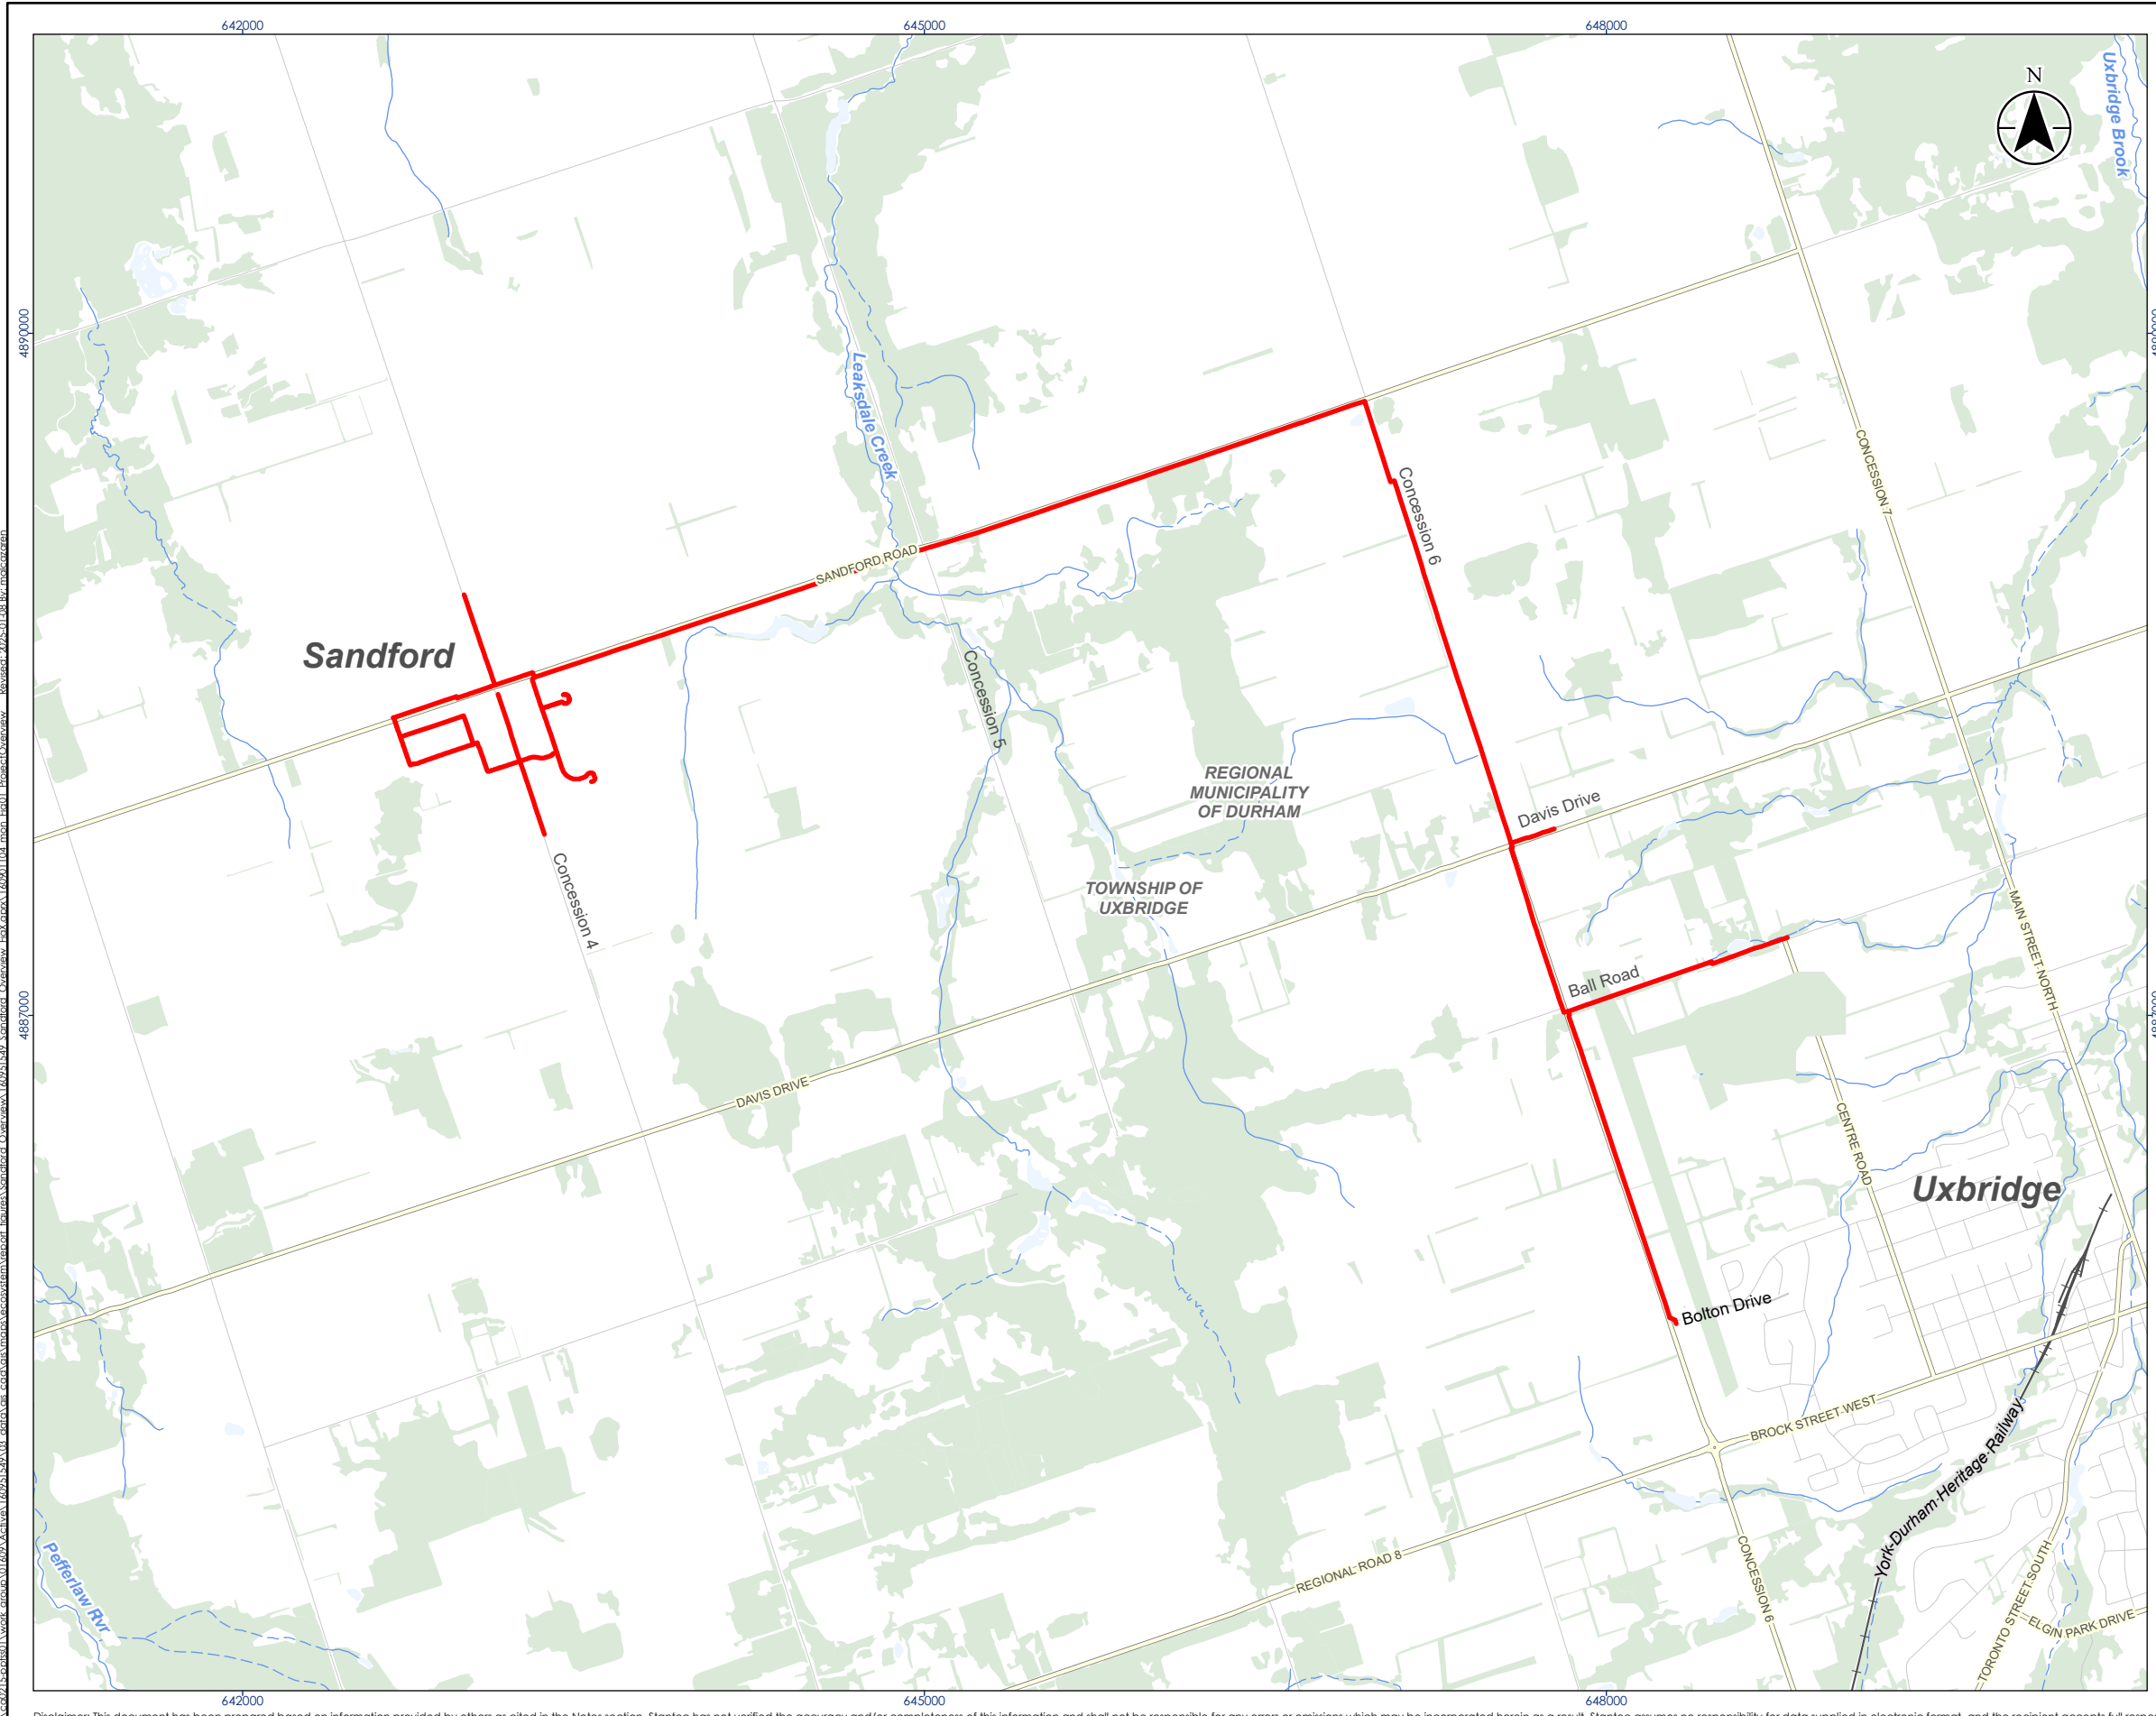 642000
645000
648000
N
Uxbridge Brook
4890000
Leaksdale Creek
CONCESSION 7
Concession 6
SANDFORD ROAD
Sandford
Concession 5
REGIONAL
MUNICIPALITY
OF DURHAM
Davis Drive
Concession 4
TOWNSHIP OF
UXBRIDGE
MAIN STREET NORTH
Ball Road
4887000
DAVIS DRIVE
CENTRE ROAD
Uxbridge
Bolton Drive
BROCK STREET WEST
York-Durham Heritage Railway
REGIONAL ROAD 8
CONCESSION 6
TORONTO STREET SOUTH
ELGIN PARK DRIVE
Pefferlaw Rvr
642000
645000
648000